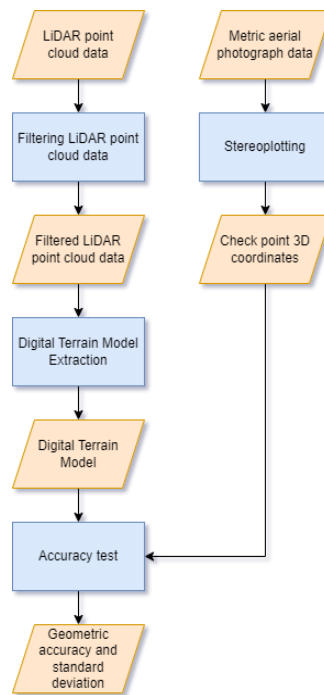 LiDAR point
cloud data
Metric aerial
photograph data
Filtering LiDAR point
cloud data
Stereoplotting
Filtered LiDAR
point cloud data
Check point 3D
coordinates
Digital Terrain Model
Extraction
Digital Terrain
Model
Accuracy test
Geometric
accuracy and
standard
deviation